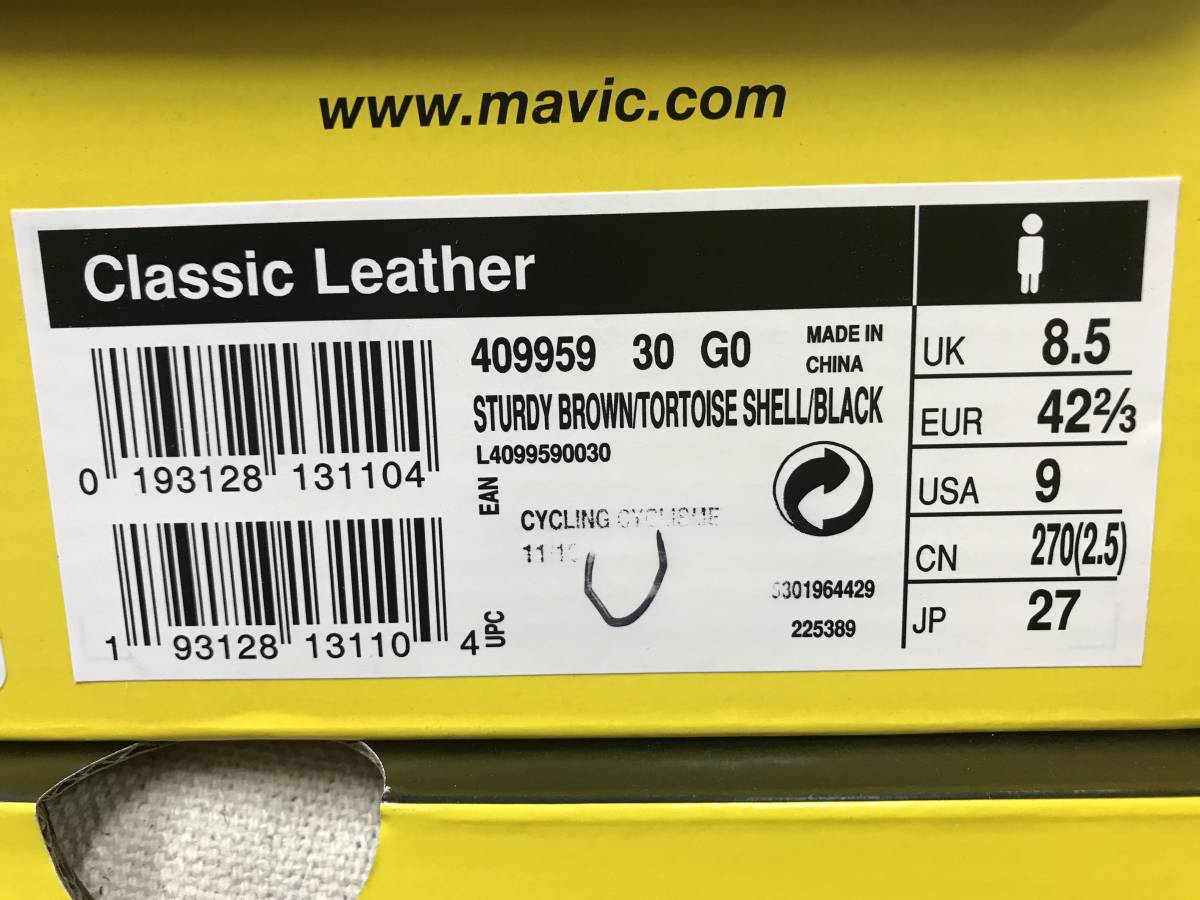 www.mavic.com
Classic Leather
409959 30 G0
MADE IN
CHINA
STURDY BROWN/TORTOISE SHELL/BLACK
L4099590030
0 193128 131104
EAN
CYCLING CYCLISME
1 93128 13110 4
UPC
301964429
225389
UK 8.5
EUR 42⅔
USA 9
CN 270(2.5)
JP 27